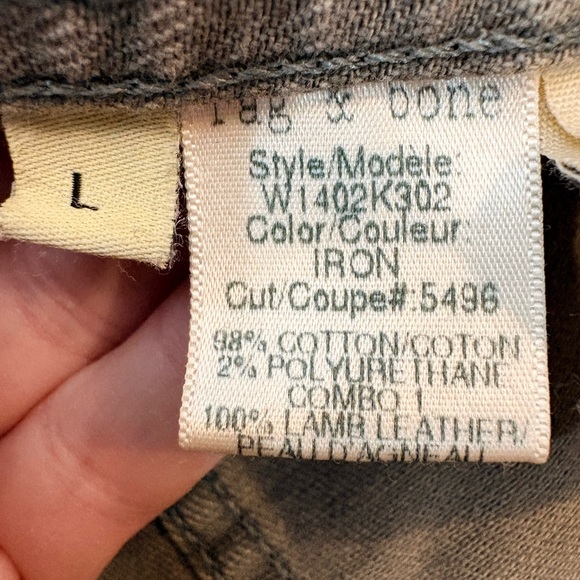 L
rag & bone
Style/Modèle:
W1402K302
Color/Couleur:
IRON
Cut/Coupe#:5496
98% COTTON/COTON
2% POLYURETHANE
COMBO 1
100% LAMB LEATHER/
PEAU D'AGNEAU